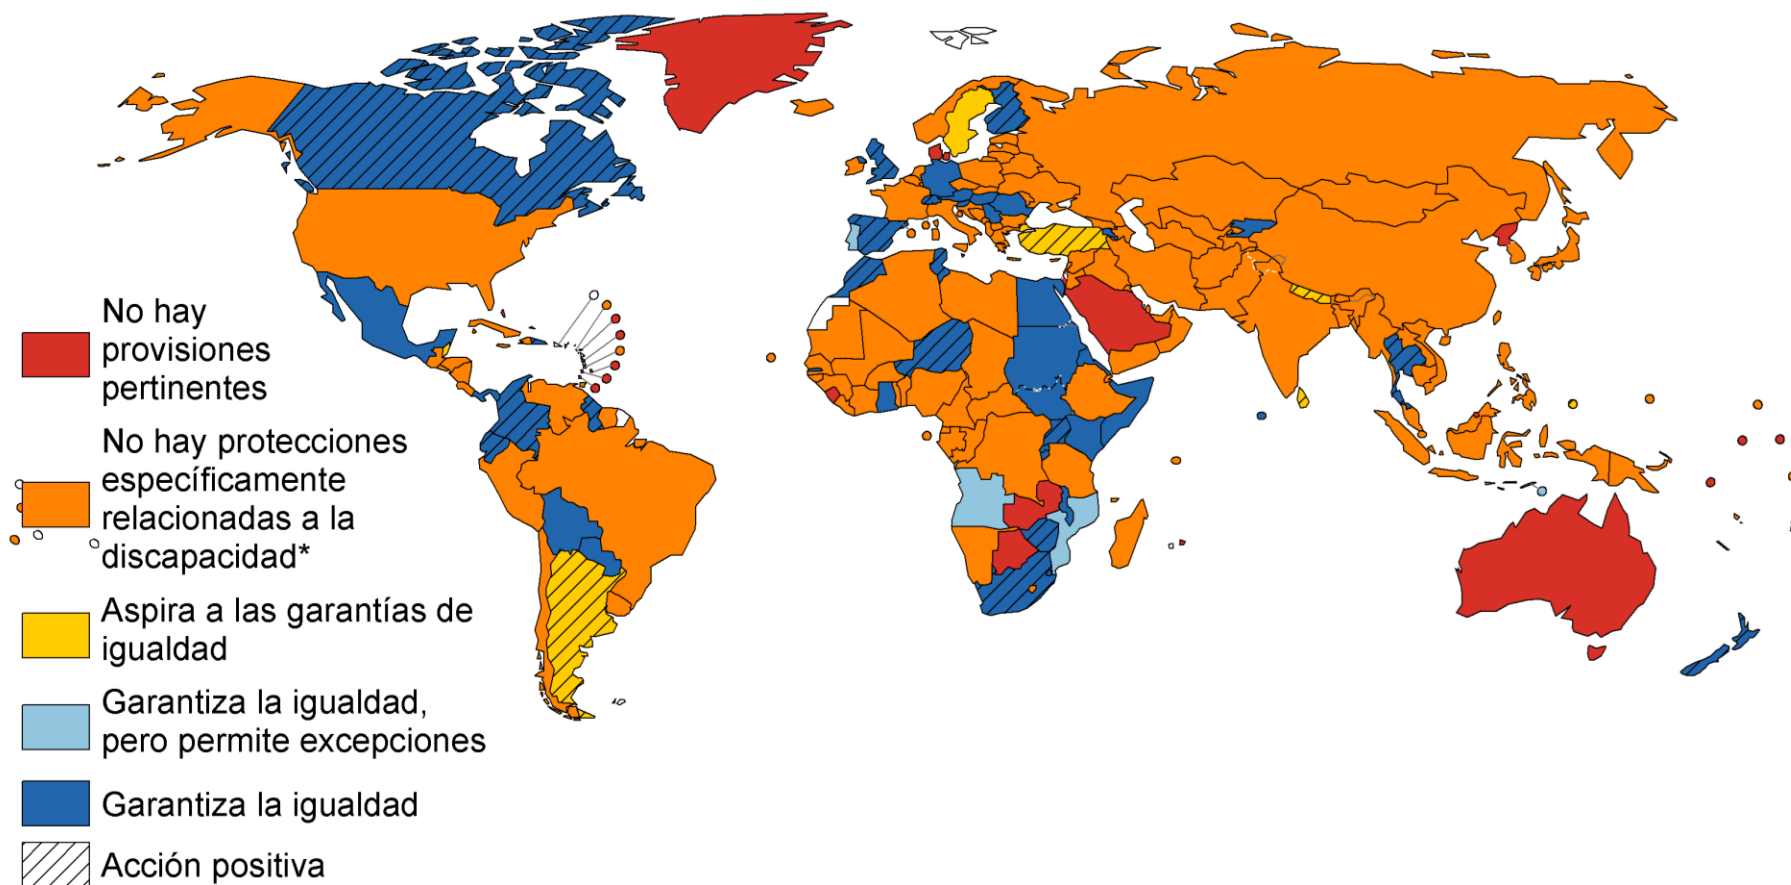 No hay
provisiones
pertinentes
No hay protecciones
específicamente
relacionadas a la
discapacidad*
Aspira a las garantías de
igualdad
Garantiza la igualdad,
pero permite excepciones
Garantiza la igualdad
Acción positiva